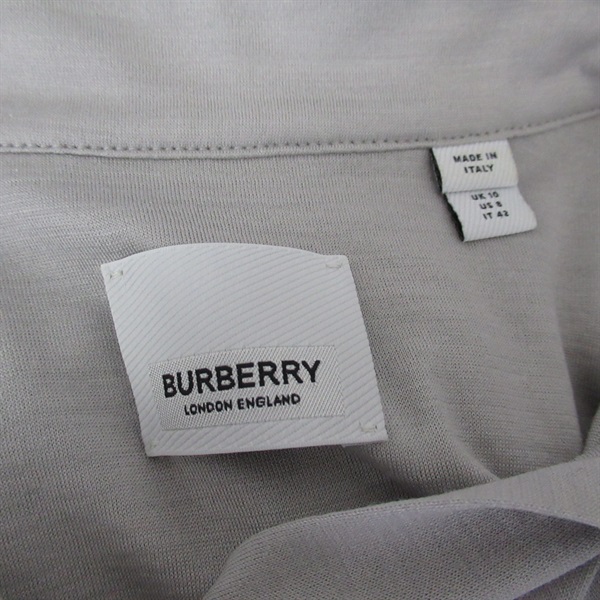 MADE IN
ITALY
UK 10
US 8
IT 42
BURBERRY
LONDON ENGLAND